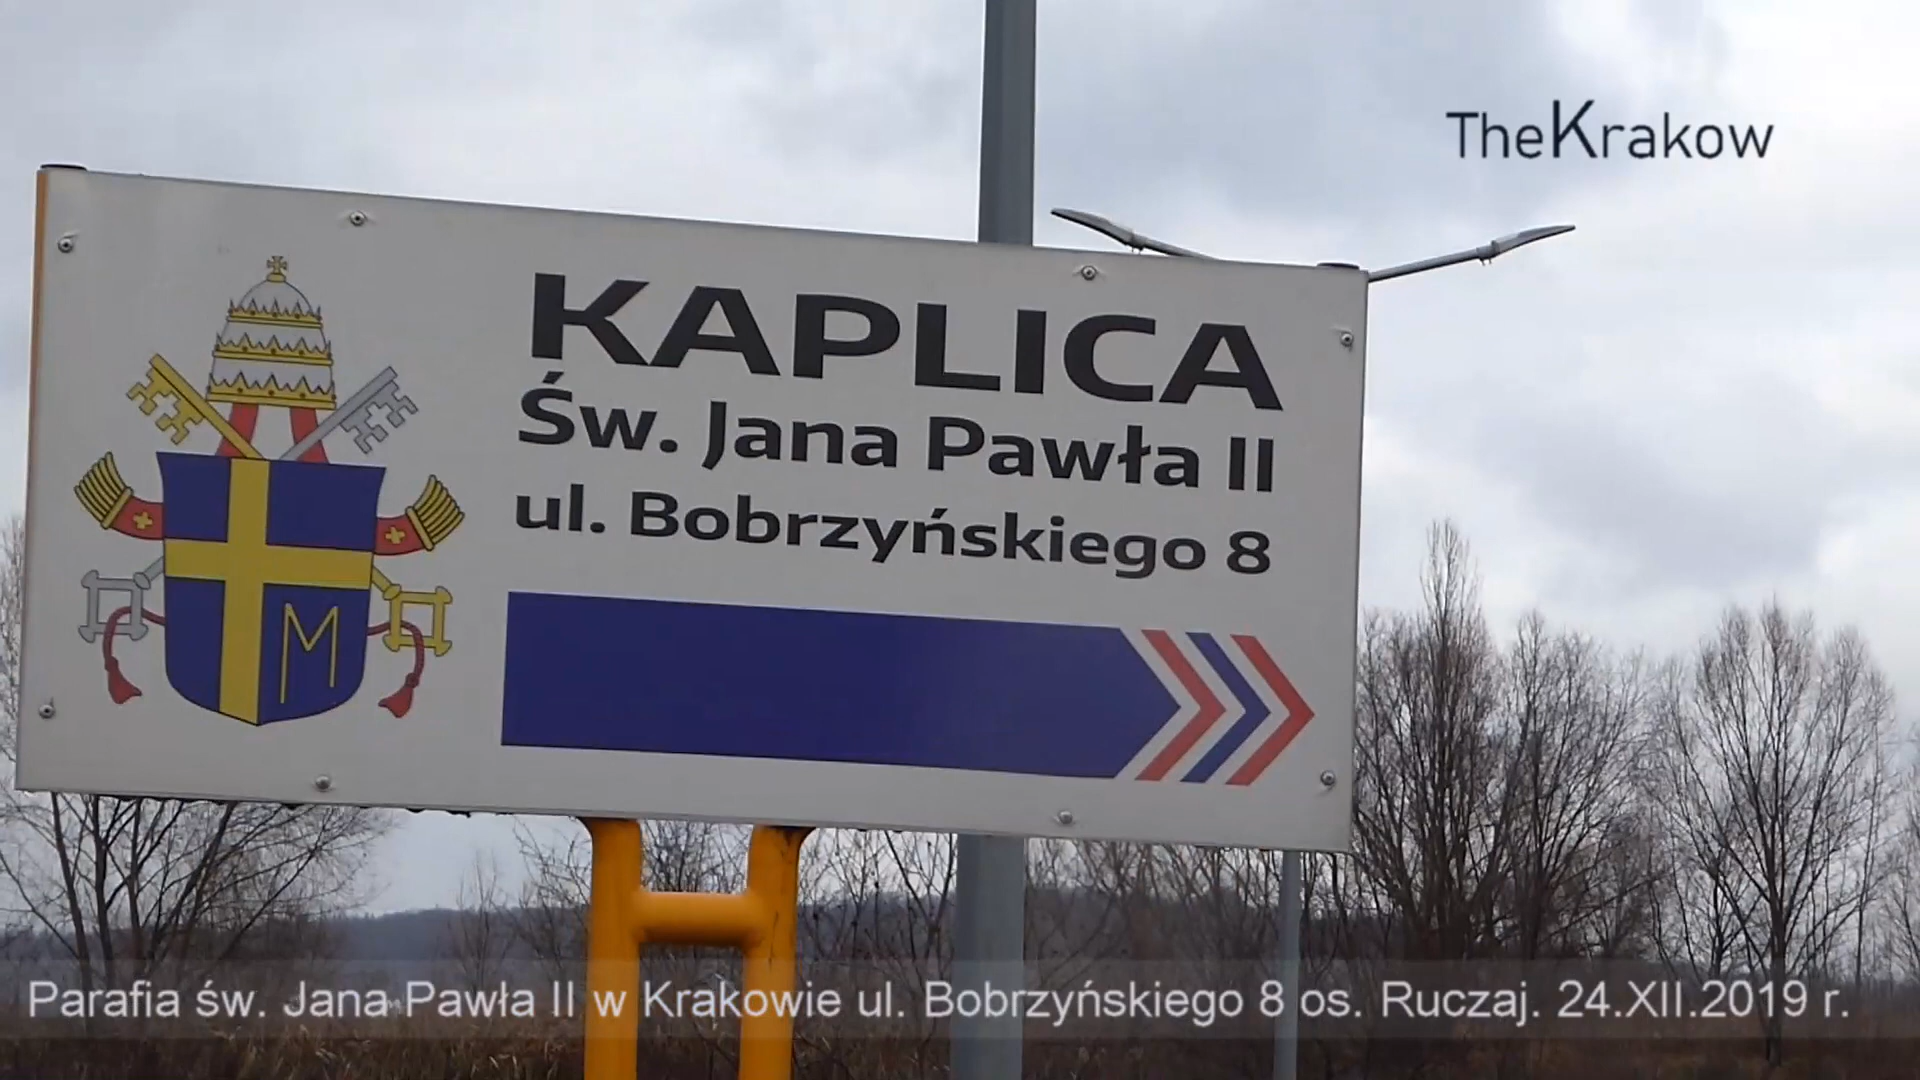 TheKrakow
KAPLICA
Św. Jana Pawła II
ul. Bobrzyńskiego 8
M
Parafia św. Jana Pawła II w Krakowie ul. Bobrzyńskiego 8 os. Ruczaj. 24.XII.2019 r.